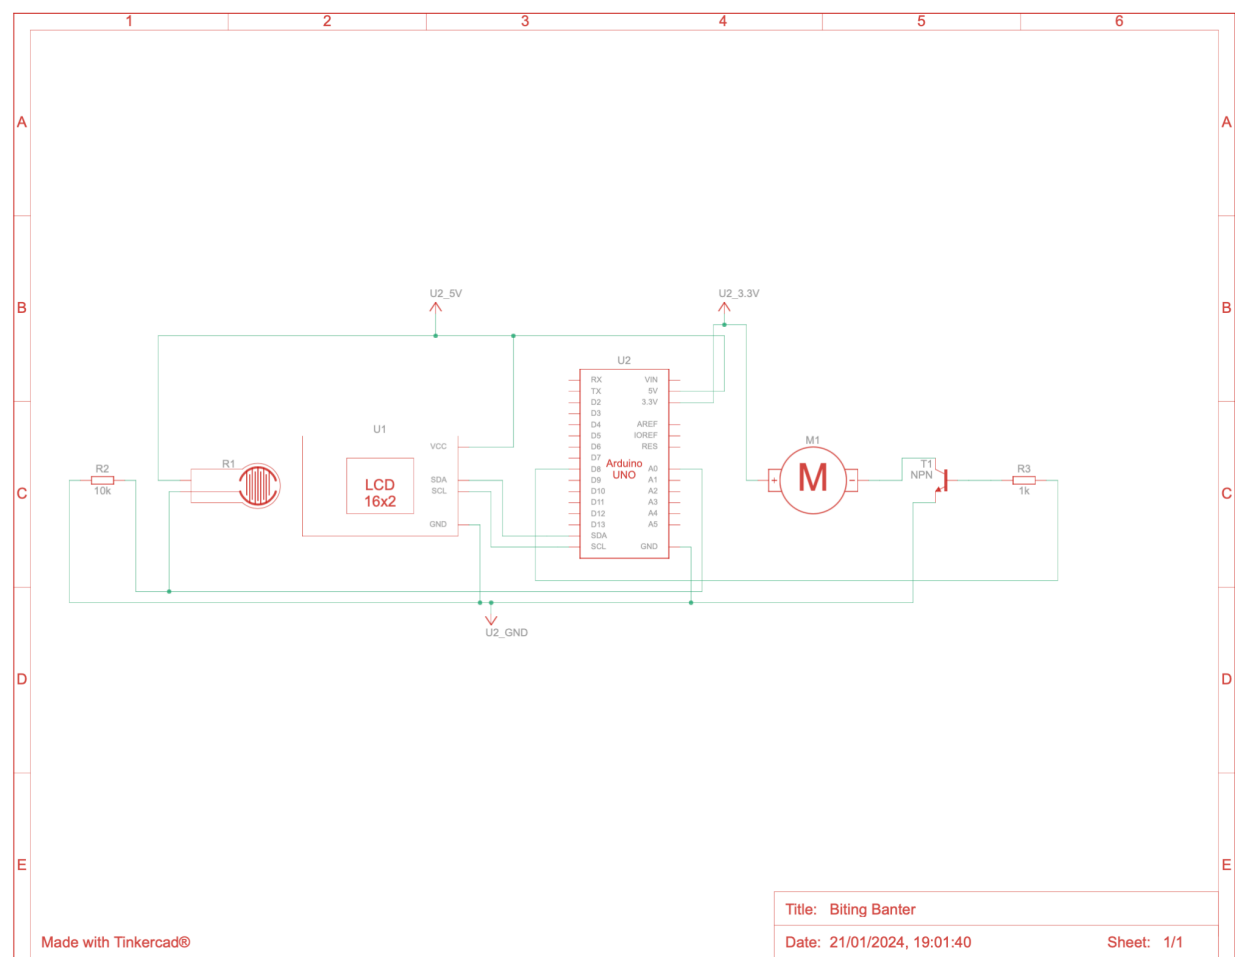 1 2 3 4 5 6
A A
U2_5V U2_3.3V
B B
U2
RX VIN
TX 5V
D2 3.3V
D3
D4 AREF
D5 IOREF
U1 M1
D6 RES
VCC
D7
Arduino
UNO
R2 R1 D8 A0 T1 R3
10k SDA D9 A1 M NPN 1k
+ -
LCD
16x2
SCL D10 A2
C C
D11 A3
D12 A4
GND D13 A5
SDA
SCL GND
U2_GND
D D
E E
Title: Biting Banter
Made with Tinkercad® Date: 21/01/2024, 19:01:40 Sheet: 1/1